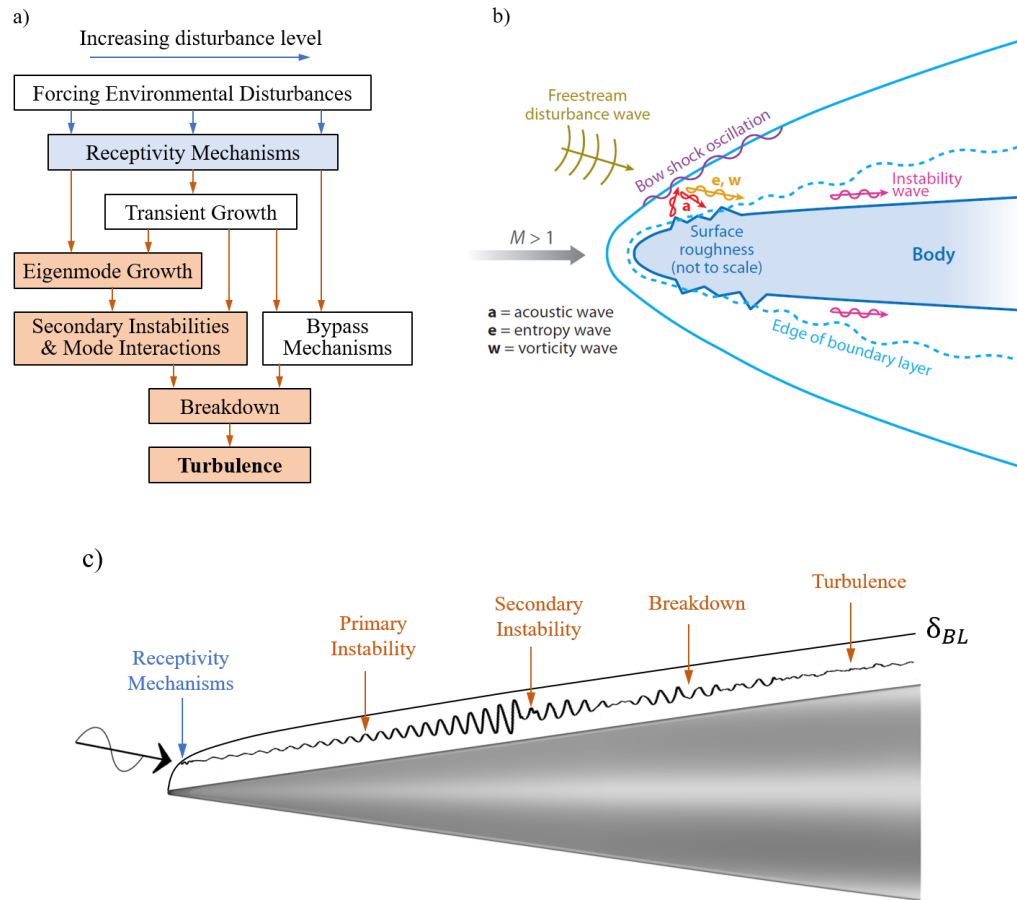 a)
Increasing disturbance level
Forcing Environmental Disturbances
Receptivity Mechanisms
Transient Growth
Eigenmode Growth
Secondary Instabilities
& Mode Interactions
Bypass
Mechanisms
Breakdown
Turbulence
b)
Freestream
disturbance wave
Bow shock oscillation
e, w
a
Instability
wave
M > 1
Surface
roughness
(not to scale)
Body
a = acoustic wave
e = entropy wave
w = vorticity wave
Edge of boundary layer
c)
Receptivity
Mechanisms
Primary
Instability
Secondary
Instability
Breakdown
Turbulence
δBL